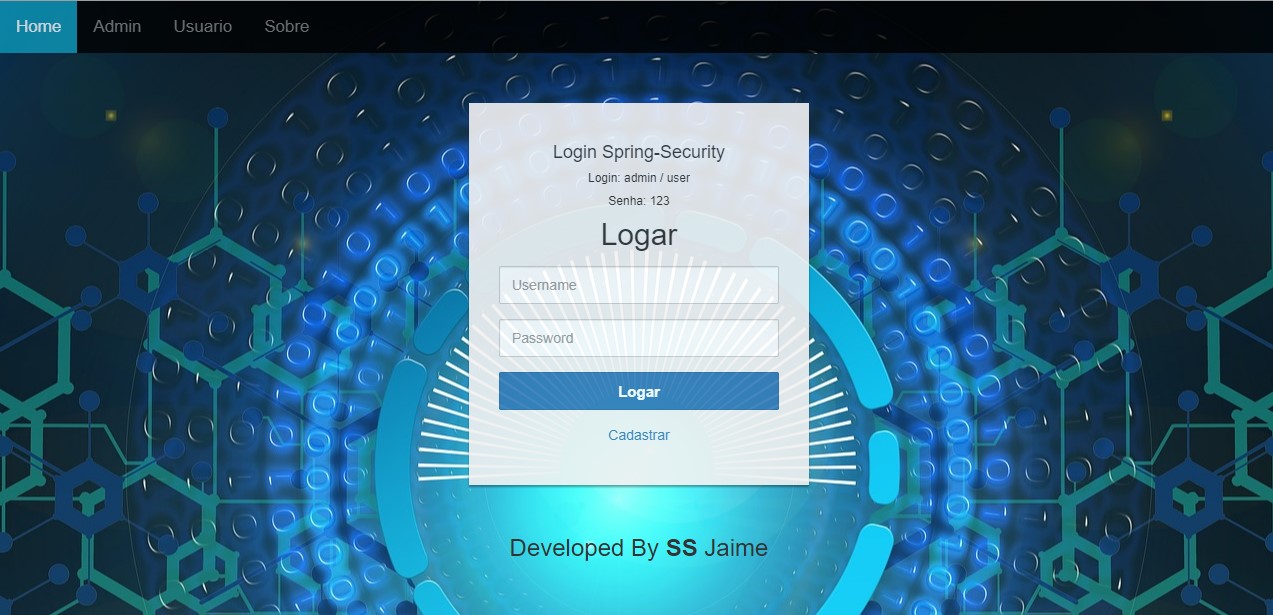 Home Admin Usuario Sobre
Login Spring-Security
Login: admin / user
Senha: 123
Logar
Username
Password
Logar
Cadastrar
Developed By SS Jaime